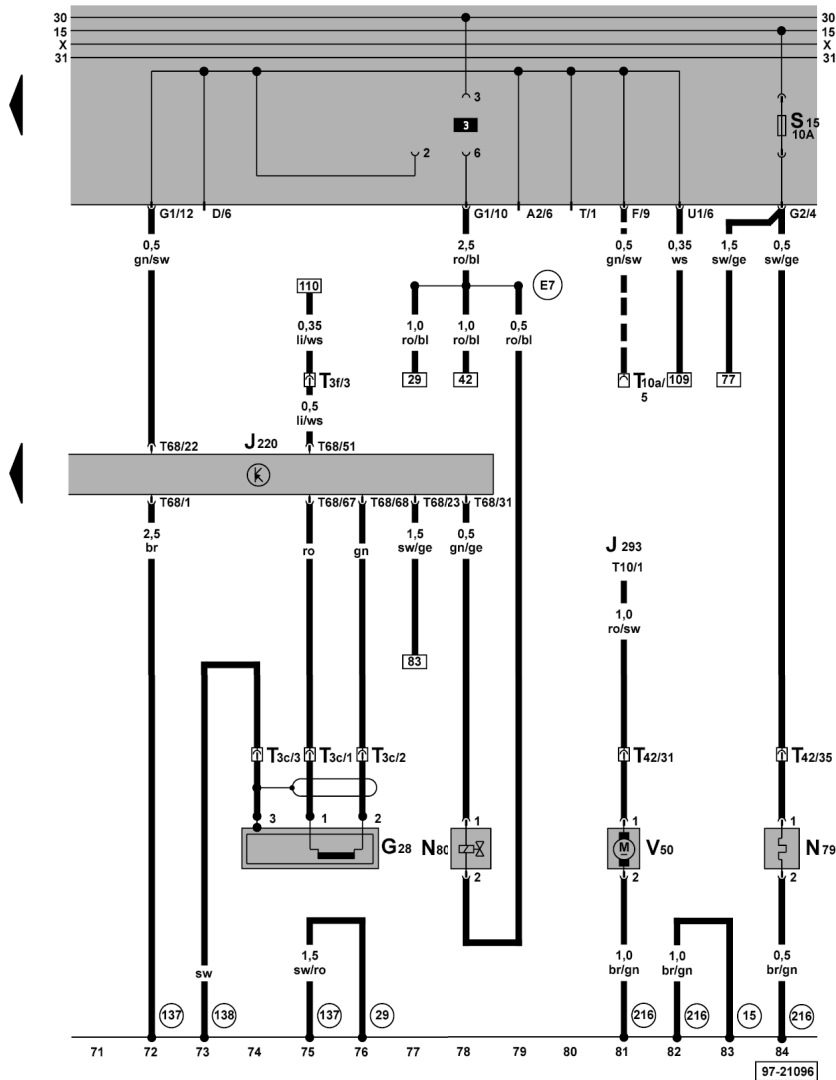 30 30
15 15
X X
31 31
3
3
2 6
S 15
10A
G1/12 D/6 G1/10 A2/6 T/1 F/9 U1/6 G2/4
0,5 2,5 0,5 0,35 1,5 0,5
gn/sw ro/bl gn/sw ws sw/ge sw/ge
110 E7
0,35 1,0 1,0 0,5
li/ws ro/bl ro/bl ro/bl
T3f/3 29 42 T10a/ 109 77
5
0,5
li/ws
T68/22 J 220 T68/51
T68/1 T68/67 T68/68 T68/23 T68/31
2,5 1,5 0,5
br ro gn sw/ge gn/ge
J 293
T10/1
1,0
ro/sw
83
T3c/3 T3c/1 T3c/2 T42/31 T42/35
3 1 2 1 1 1
G28 N80 M V50 N79
2 2 2
1,5 1,0 1,0 0,5
sw sw/ro br/gn br/gn br/gn
137 138 137 29 216 216 15 216
71 72 73 74 75 76 77 78 79 80 81 82 83 84
97-21096